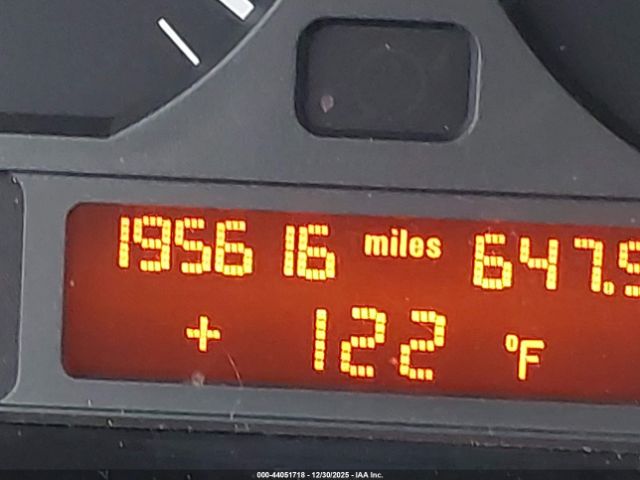 195616 miles 647.9
+ 122 °F
000-44051718 - 12/30/2025 - IAA Inc.